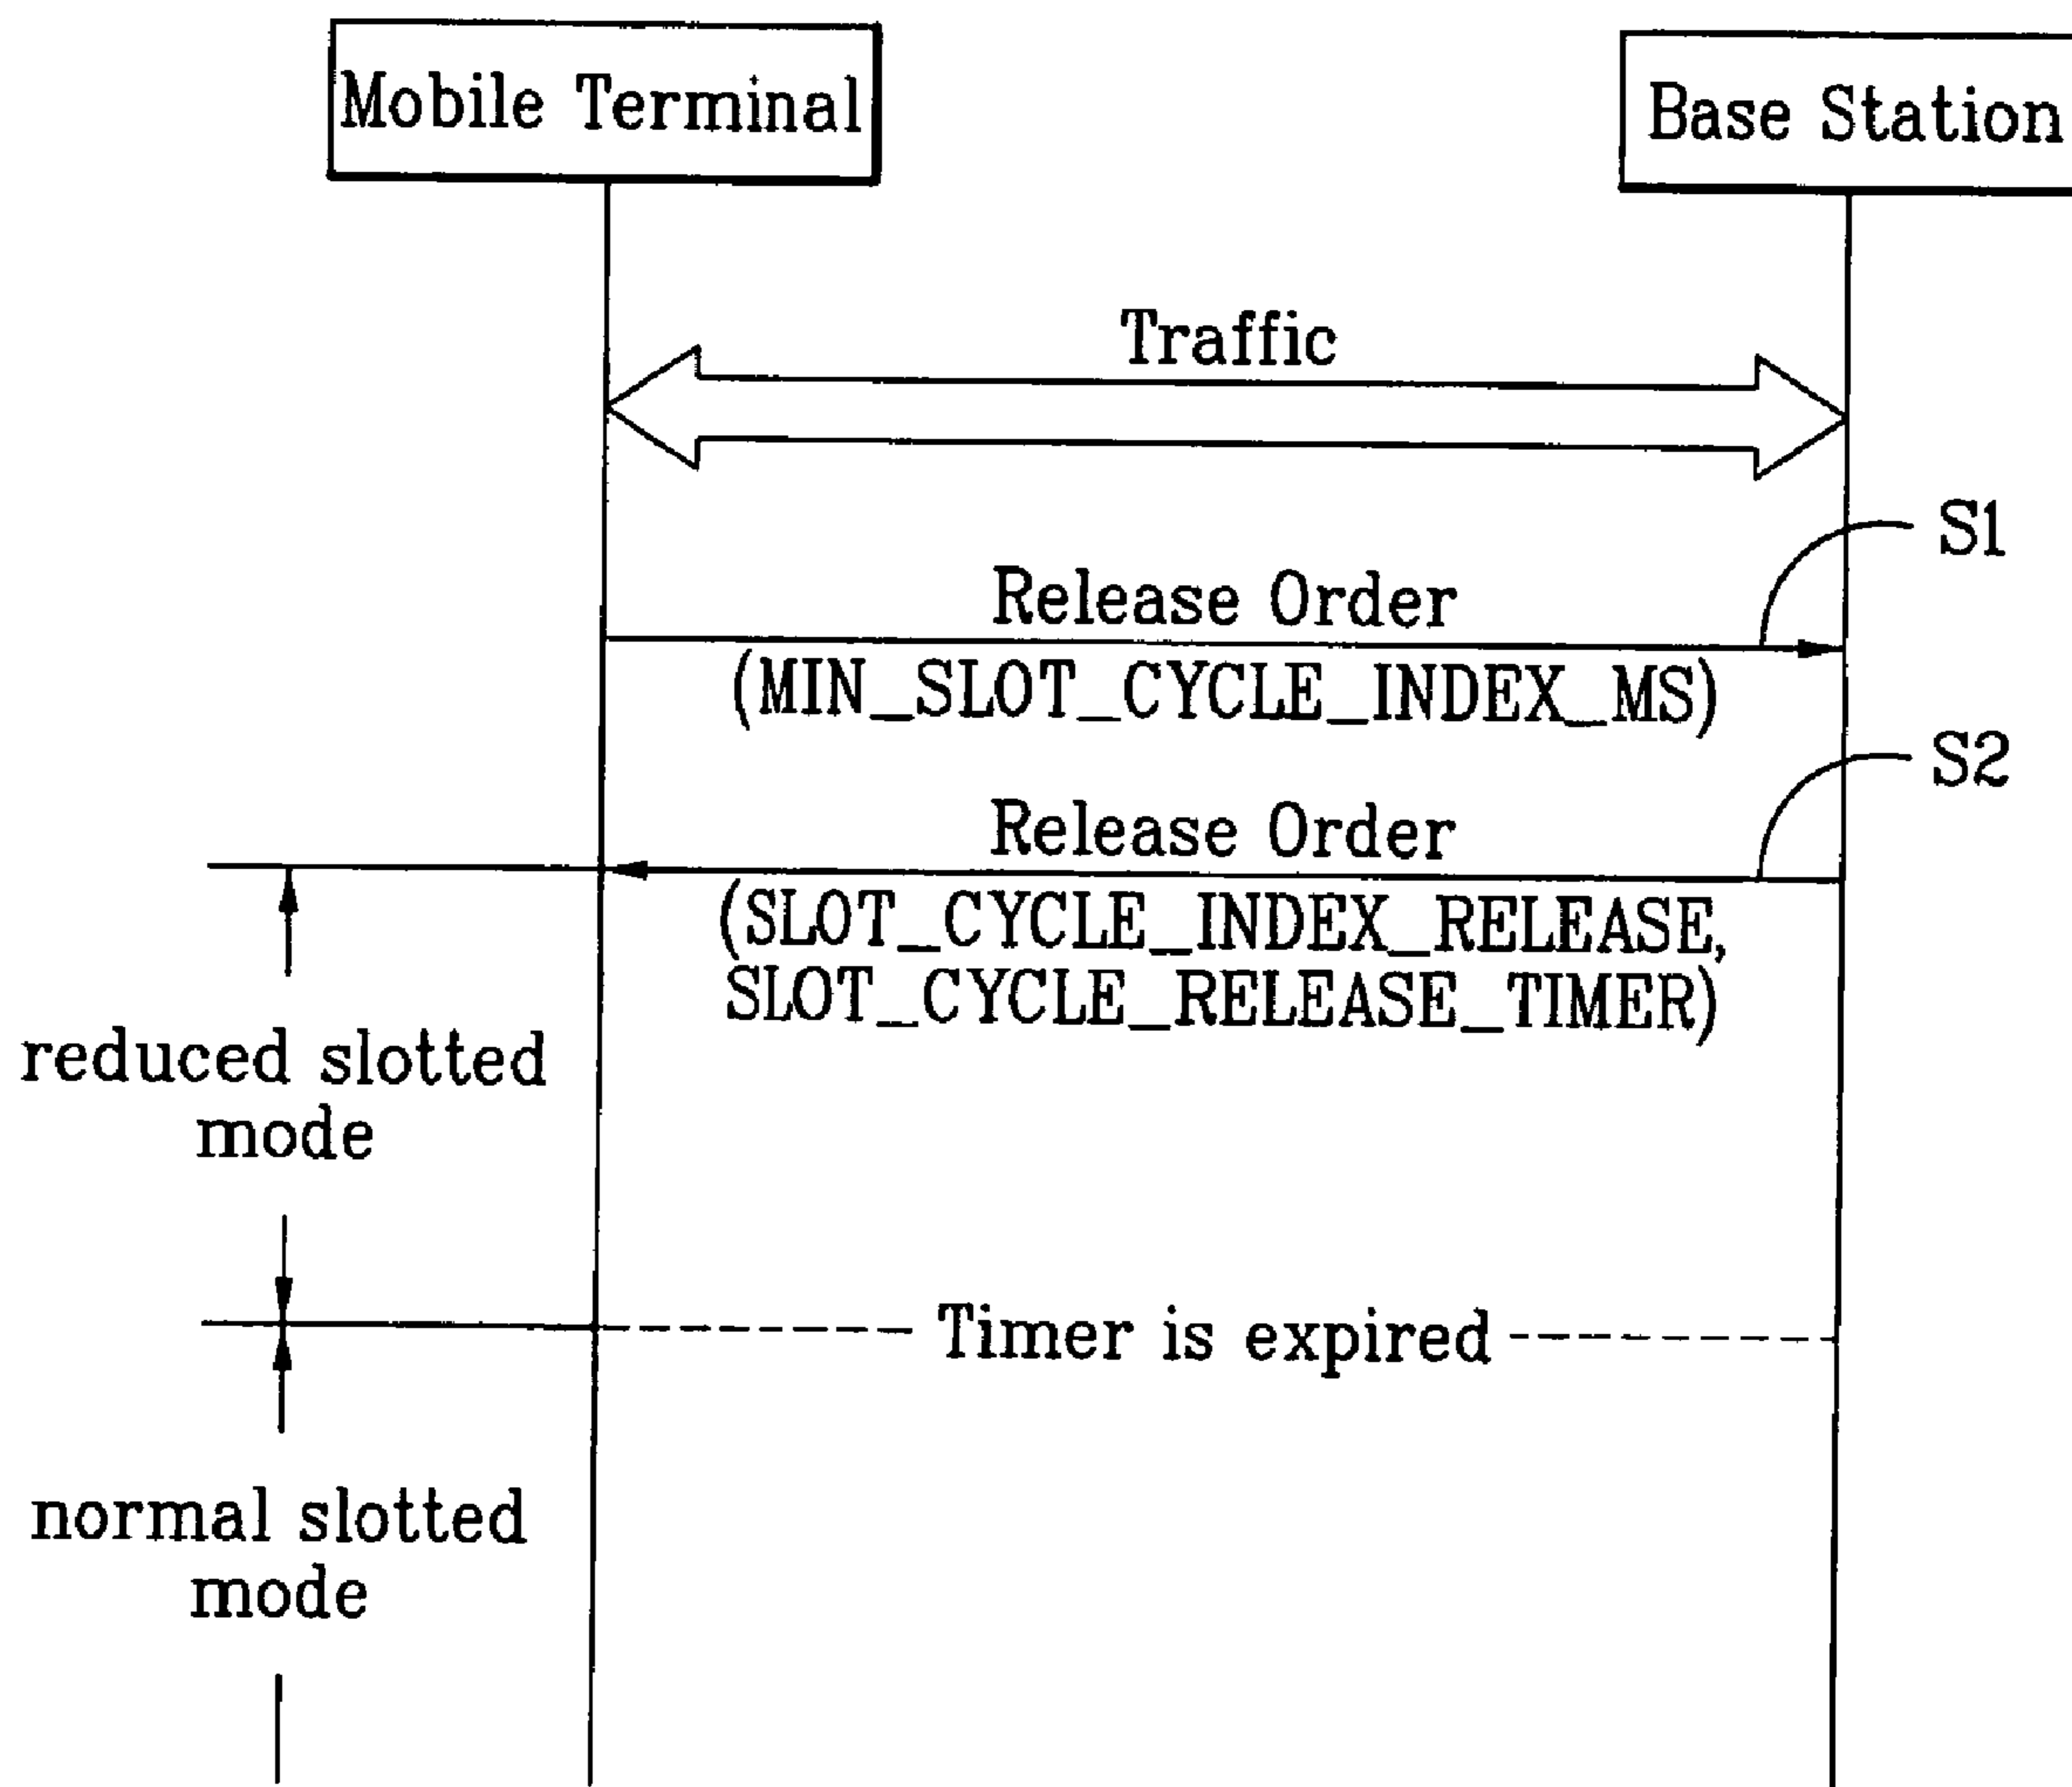 Mobile Terminal
Base Station
Traffic
S1
Release Order
(MIN_SLOT_CYCLE_INDEX_MS)
S2
Release Order
(SLOT_CYCLE_INDEX_RELEASE,
SLOT_CYCLE_RELEASE_TIMER)
reduced slotted
mode
Timer is expired
normal slotted
mode